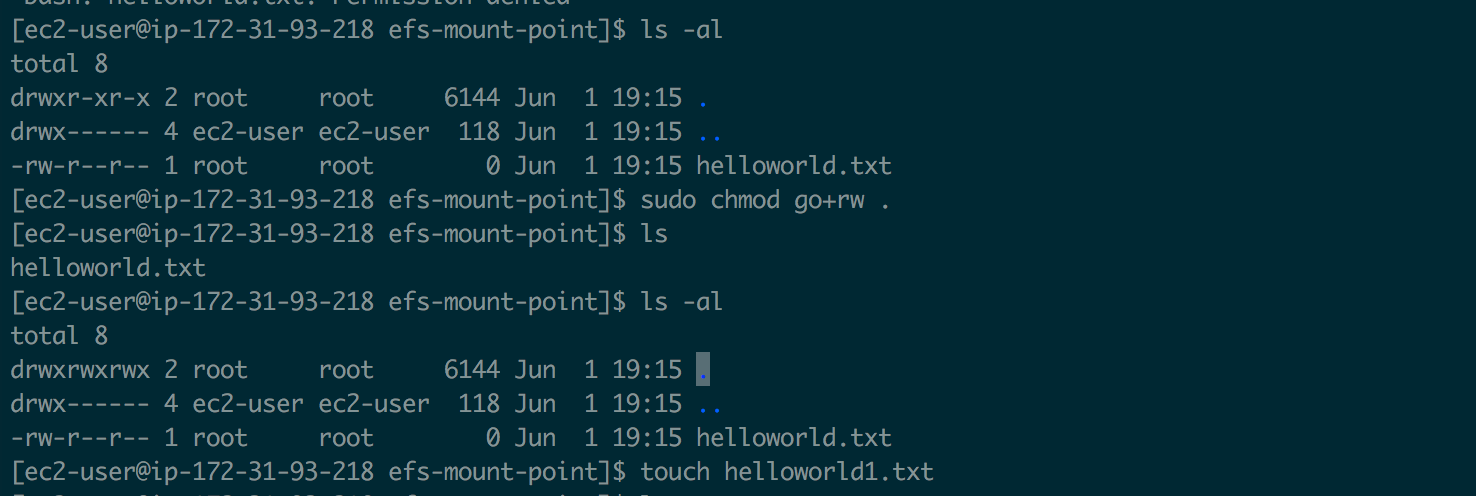 [ec2-user@ip-172-31-93-218 efs-mount-point]$ ls -al
total 8
drwxr-xr-x 2 root     root     6144 Jun  1 19:15 .
drwx------ 4 ec2-user ec2-user  118 Jun  1 19:15 ..
-rw-r--r-- 1 root     root        0 Jun  1 19:15 helloworld.txt
[ec2-user@ip-172-31-93-218 efs-mount-point]$ sudo chmod go+rw .
[ec2-user@ip-172-31-93-218 efs-mount-point]$ ls
helloworld.txt
[ec2-user@ip-172-31-93-218 efs-mount-point]$ ls -al
total 8
drwxrwxrwx 2 root     root     6144 Jun  1 19:15 .
drwx------ 4 ec2-user ec2-user  118 Jun  1 19:15 ..
-rw-r--r-- 1 root     root        0 Jun  1 19:15 helloworld.txt
[ec2-user@ip-172-31-93-218 efs-mount-point]$ touch helloworld1.txt